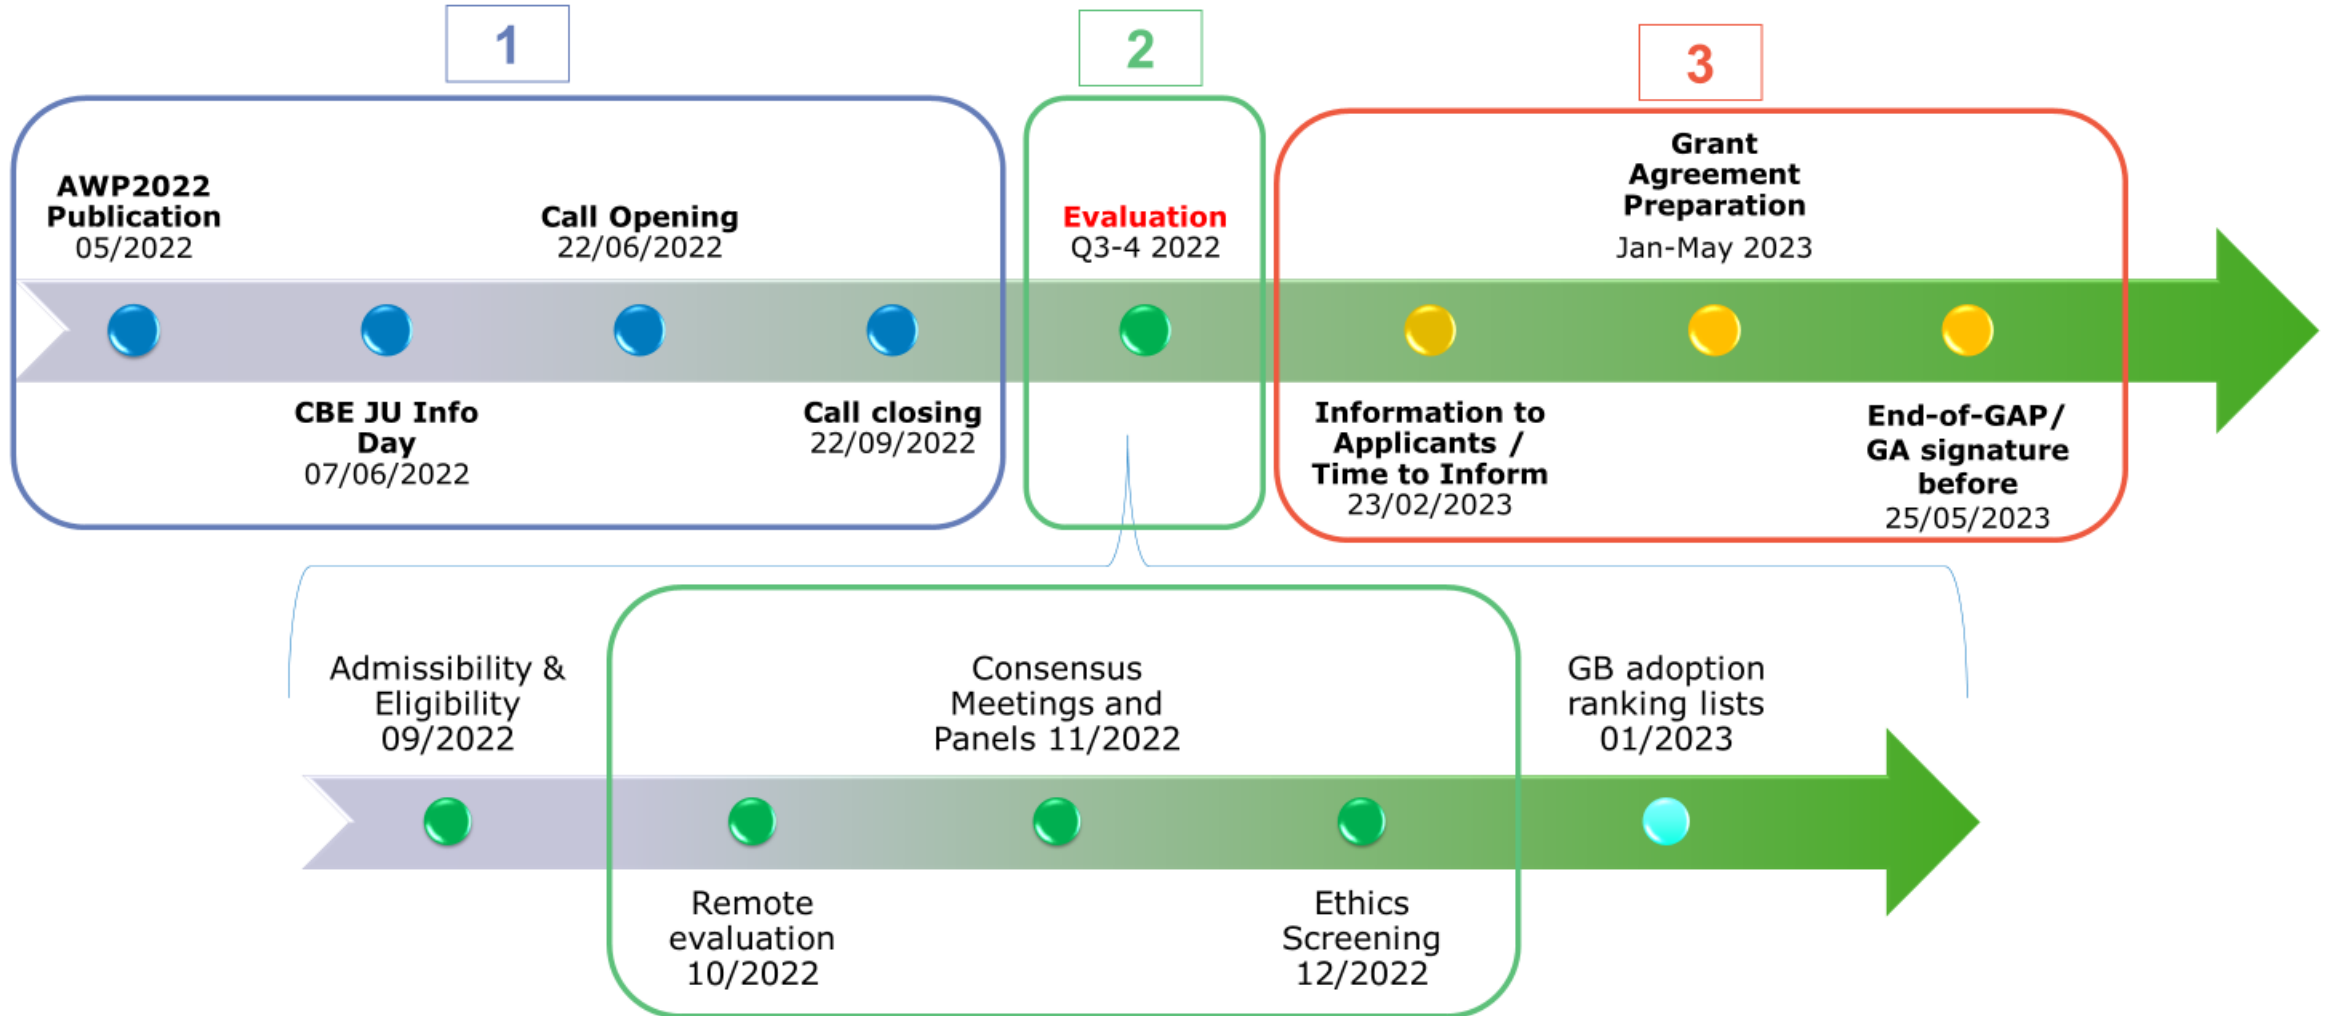 1
2
3
AWP2022
Publication
05/2022
Call Opening
22/06/2022
Evaluation
Q3-4 2022
Grant
Agreement
Preparation
Jan-May 2023
CBE JU Info
Day
07/06/2022
Call closing
22/09/2022
Information to
Applicants /
Time to Inform
23/02/2023
End-of-GAP/
GA signature
before
25/05/2023
Admissibility &
Eligibility
09/2022
Consensus
Meetings and
Panels 11/2022
GB adoption
ranking lists
01/2023
Remote
evaluation
10/2022
Ethics
Screening
12/2022